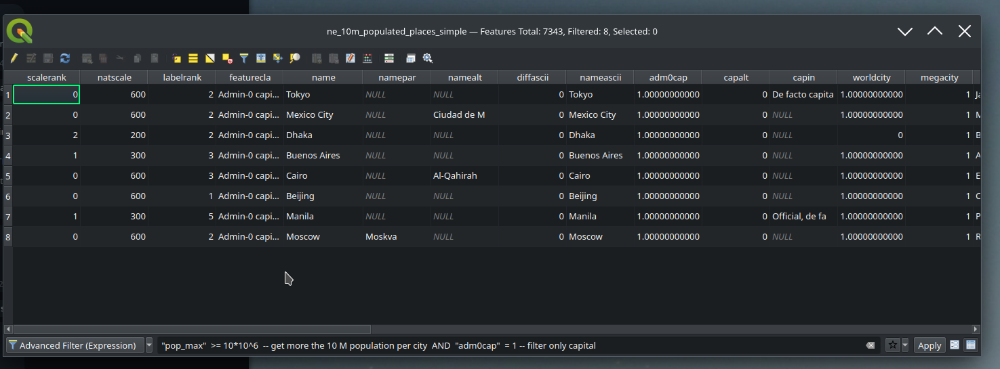 ne_10m_populated_places_simple — Features Total: 7343, Filtered: 8, Selected: 0
scalerank natscale labelrank featurecla name namepar namealt diffascii nameascii adm0cap capalt capin worldcity megacity
1 0 600 2 Admin-0 capi... Tokyo NULL NULL 0 Tokyo 1.00000000000 0 De facto capita 1.00000000000 1 Ja
2 0 600 2 Admin-0 capi... Mexico City NULL Ciudad de M 0 Mexico City 1.00000000000 0 NULL 1.00000000000 1 M
3 2 200 2 Admin-0 capi... Dhaka NULL NULL 0 Dhaka 1.00000000000 0 NULL 0 1 B
4 1 300 3 Admin-0 capi... Buenos Aires NULL NULL 0 Buenos Aires 1.00000000000 0 NULL 1.00000000000 1 A
5 0 600 3 Admin-0 capi... Cairo NULL Al-Qahirah 0 Cairo 1.00000000000 0 NULL 1.00000000000 1 E
6 0 600 1 Admin-0 capi... Beijing NULL NULL 0 Beijing 1.00000000000 0 NULL 1.00000000000 1 C
7 1 300 5 Admin-0 capi... Manila NULL NULL 0 Manila 1.00000000000 0 Official, de fa 1.00000000000 1 P
8 0 600 2 Admin-0 capi... Moscow Moskva NULL 0 Moscow 1.00000000000 0 NULL 1.00000000000 1 R
Advanced Filter (Expression) "pop_max" >= 10*10^6 -- get more the 10 M population per city AND "adm0cap" = 1 -- filter only capital Apply